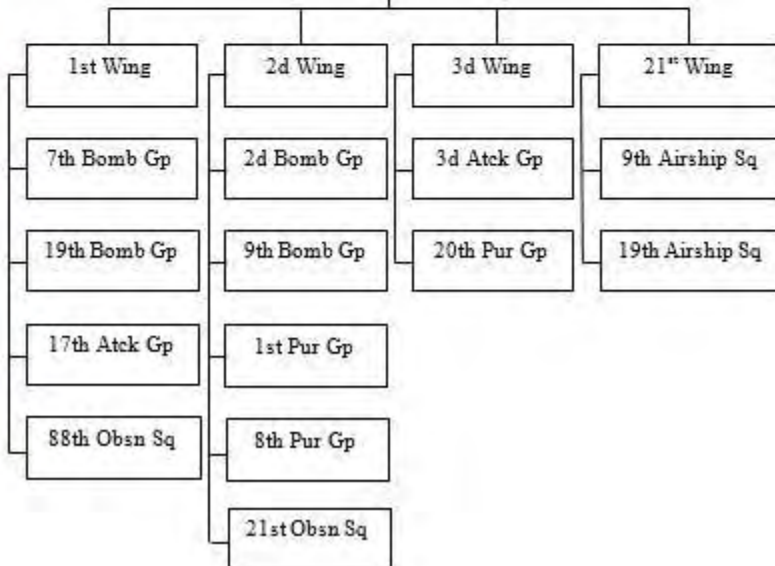 1st Wing
7th Bomb Gp
19th Bomb Gp
17th Atck Gp
88th Obsn Sq
2d Wing
2d Bomb Gp
9th Bomb Gp
1st Pur Gp
8th Pur Gp
21st Obsn Sq
3d Wing
3d Atck Gp
20th Pur Gp
21st Wing
9th Airship Sq
19th Airship Sq